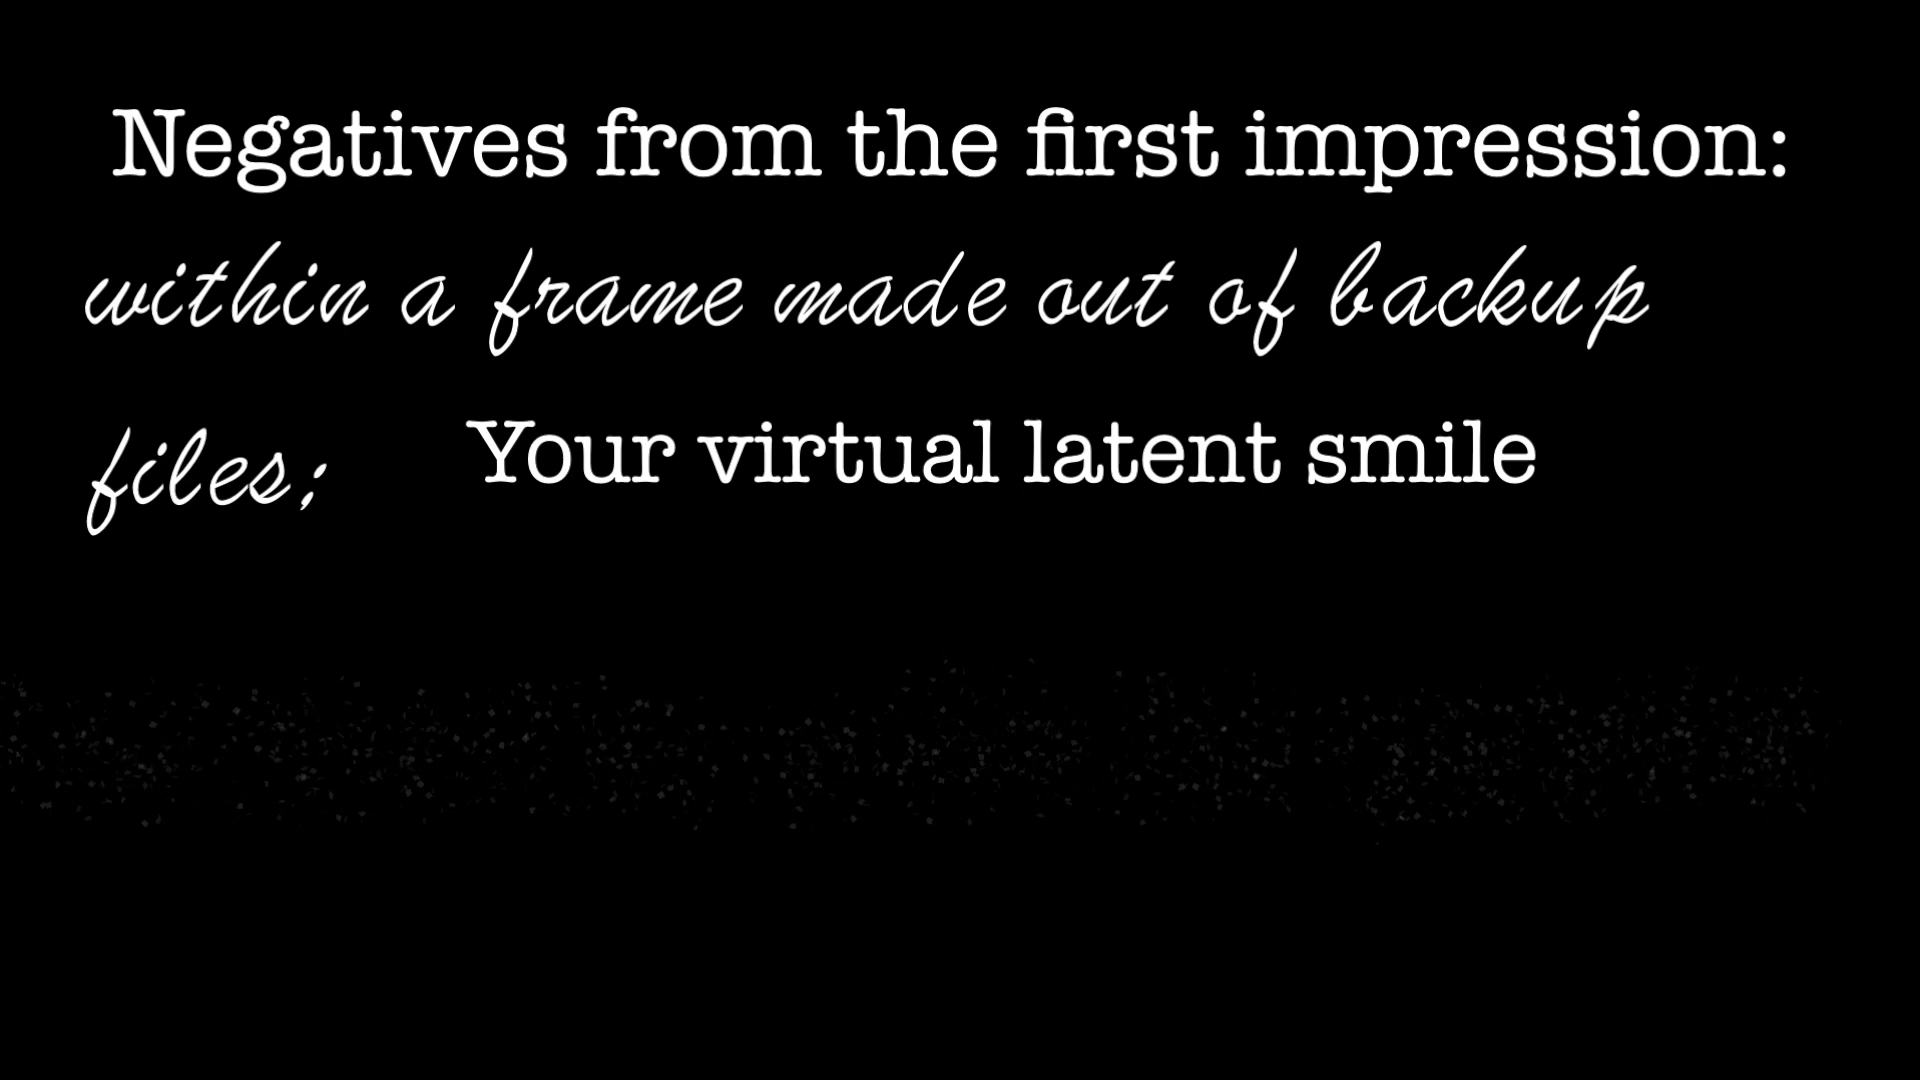 Negatives from the first impression:
within a frame made out of backup
files; Your virtual latent smile